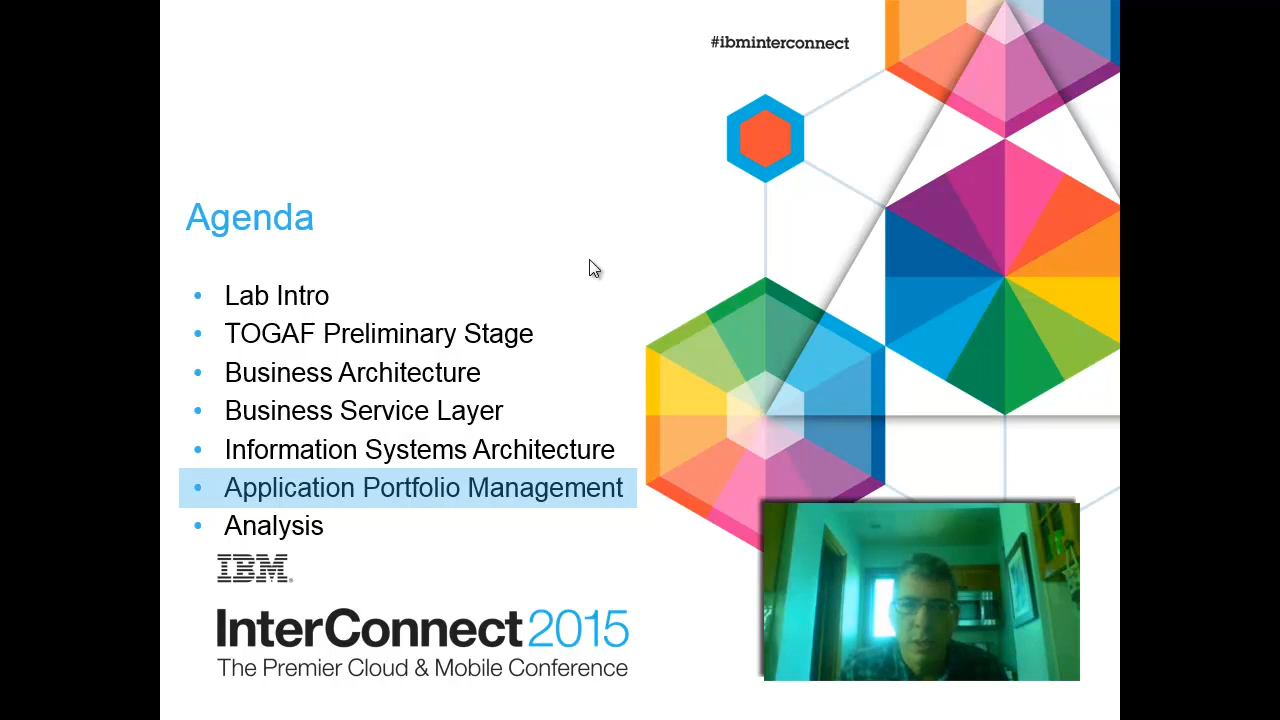 #ibminterconnect
Agenda
• Lab Intro
• TOGAF Preliminary Stage
• Business Architecture
• Business Service Layer
• Information Systems Architecture
• Application Portfolio Management
• Analysis
IBM®
InterConnect 2015
The Premier Cloud & Mobile Conference